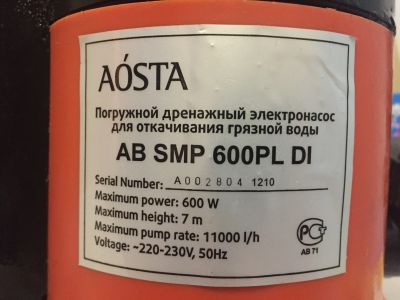 AÓSTA
Погружной дренажный электронасос
для откачивания грязной воды
AB SMP 600PL DI
Serial Number: A002804 1210
Maximum power: 600 W
Maximum height: 7 m
Maximum pump rate: 11000 l/h
Voltage: ~220-230V, 50Hz
АВ 71